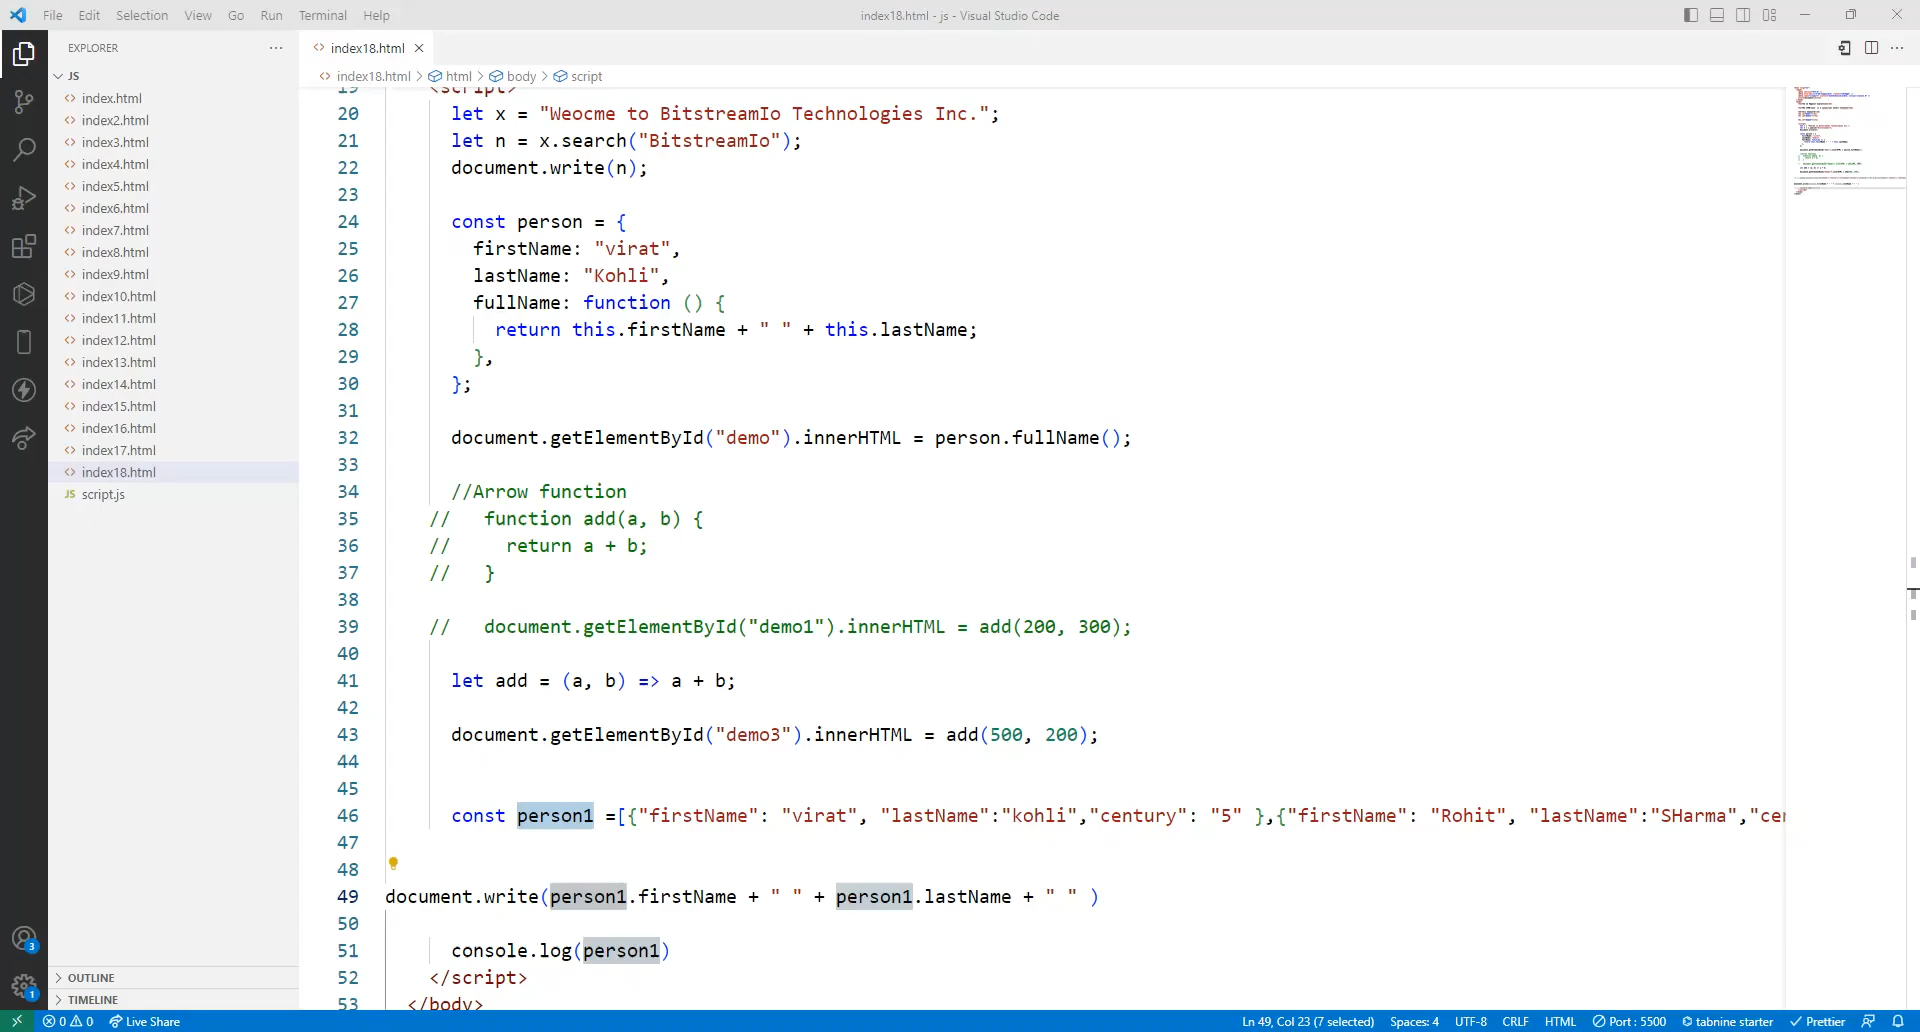 File Edit Selection View Go Run Terminal Help
index18.html - js - Visual Studio Code
EXPLORER
JS
index.html
index2.html
index3.html
index4.html
index5.html
index6.html
index7.html
index8.html
index9.html
index10.html
index11.html
index12.html
index13.html
index14.html
index15.html
index16.html
index17.html
index18.html
JS script.js
OUTLINE
TIMELINE
index18.html
index18.html > html > body > script
19 <script>
20 let x = "Weocme to BitstreamIo Technologies Inc.";
21 let n = x.search("BitstreamIo");
22 document.write(n);
23
24 const person = {
25 firstName: "virat",
26 lastName: "Kohli",
27 fullName: function () {
28 return this.firstName + " " + this.lastName;
29 },
30 };
31
32 document.getElementById("demo").innerHTML = person.fullName();
33
34 //Arrow function
35 // function add(a, b) {
36 // return a + b;
37 // }
38
39 // document.getElementById("demo1").innerHTML = add(200, 300);
40
41 let add = (a, b) => a + b;
42
43 document.getElementById("demo3").innerHTML = add(500, 200);
44
45
46 const person1 =[{"firstName": "virat", "lastName":"kohli","century": "5" },{"firstName": "Rohit", "lastName":"SHarma","cen
47
48
49 document.write(person1.firstName + " " + person1.lastName + " " )
50
51 console.log(person1)
52 </script>
53 </body>
3
1
0 0 Live Share
Ln 49, Col 23 (7 selected) Spaces: 4 UTF-8 CRLF HTML Port : 5500 tabnine starter Prettier